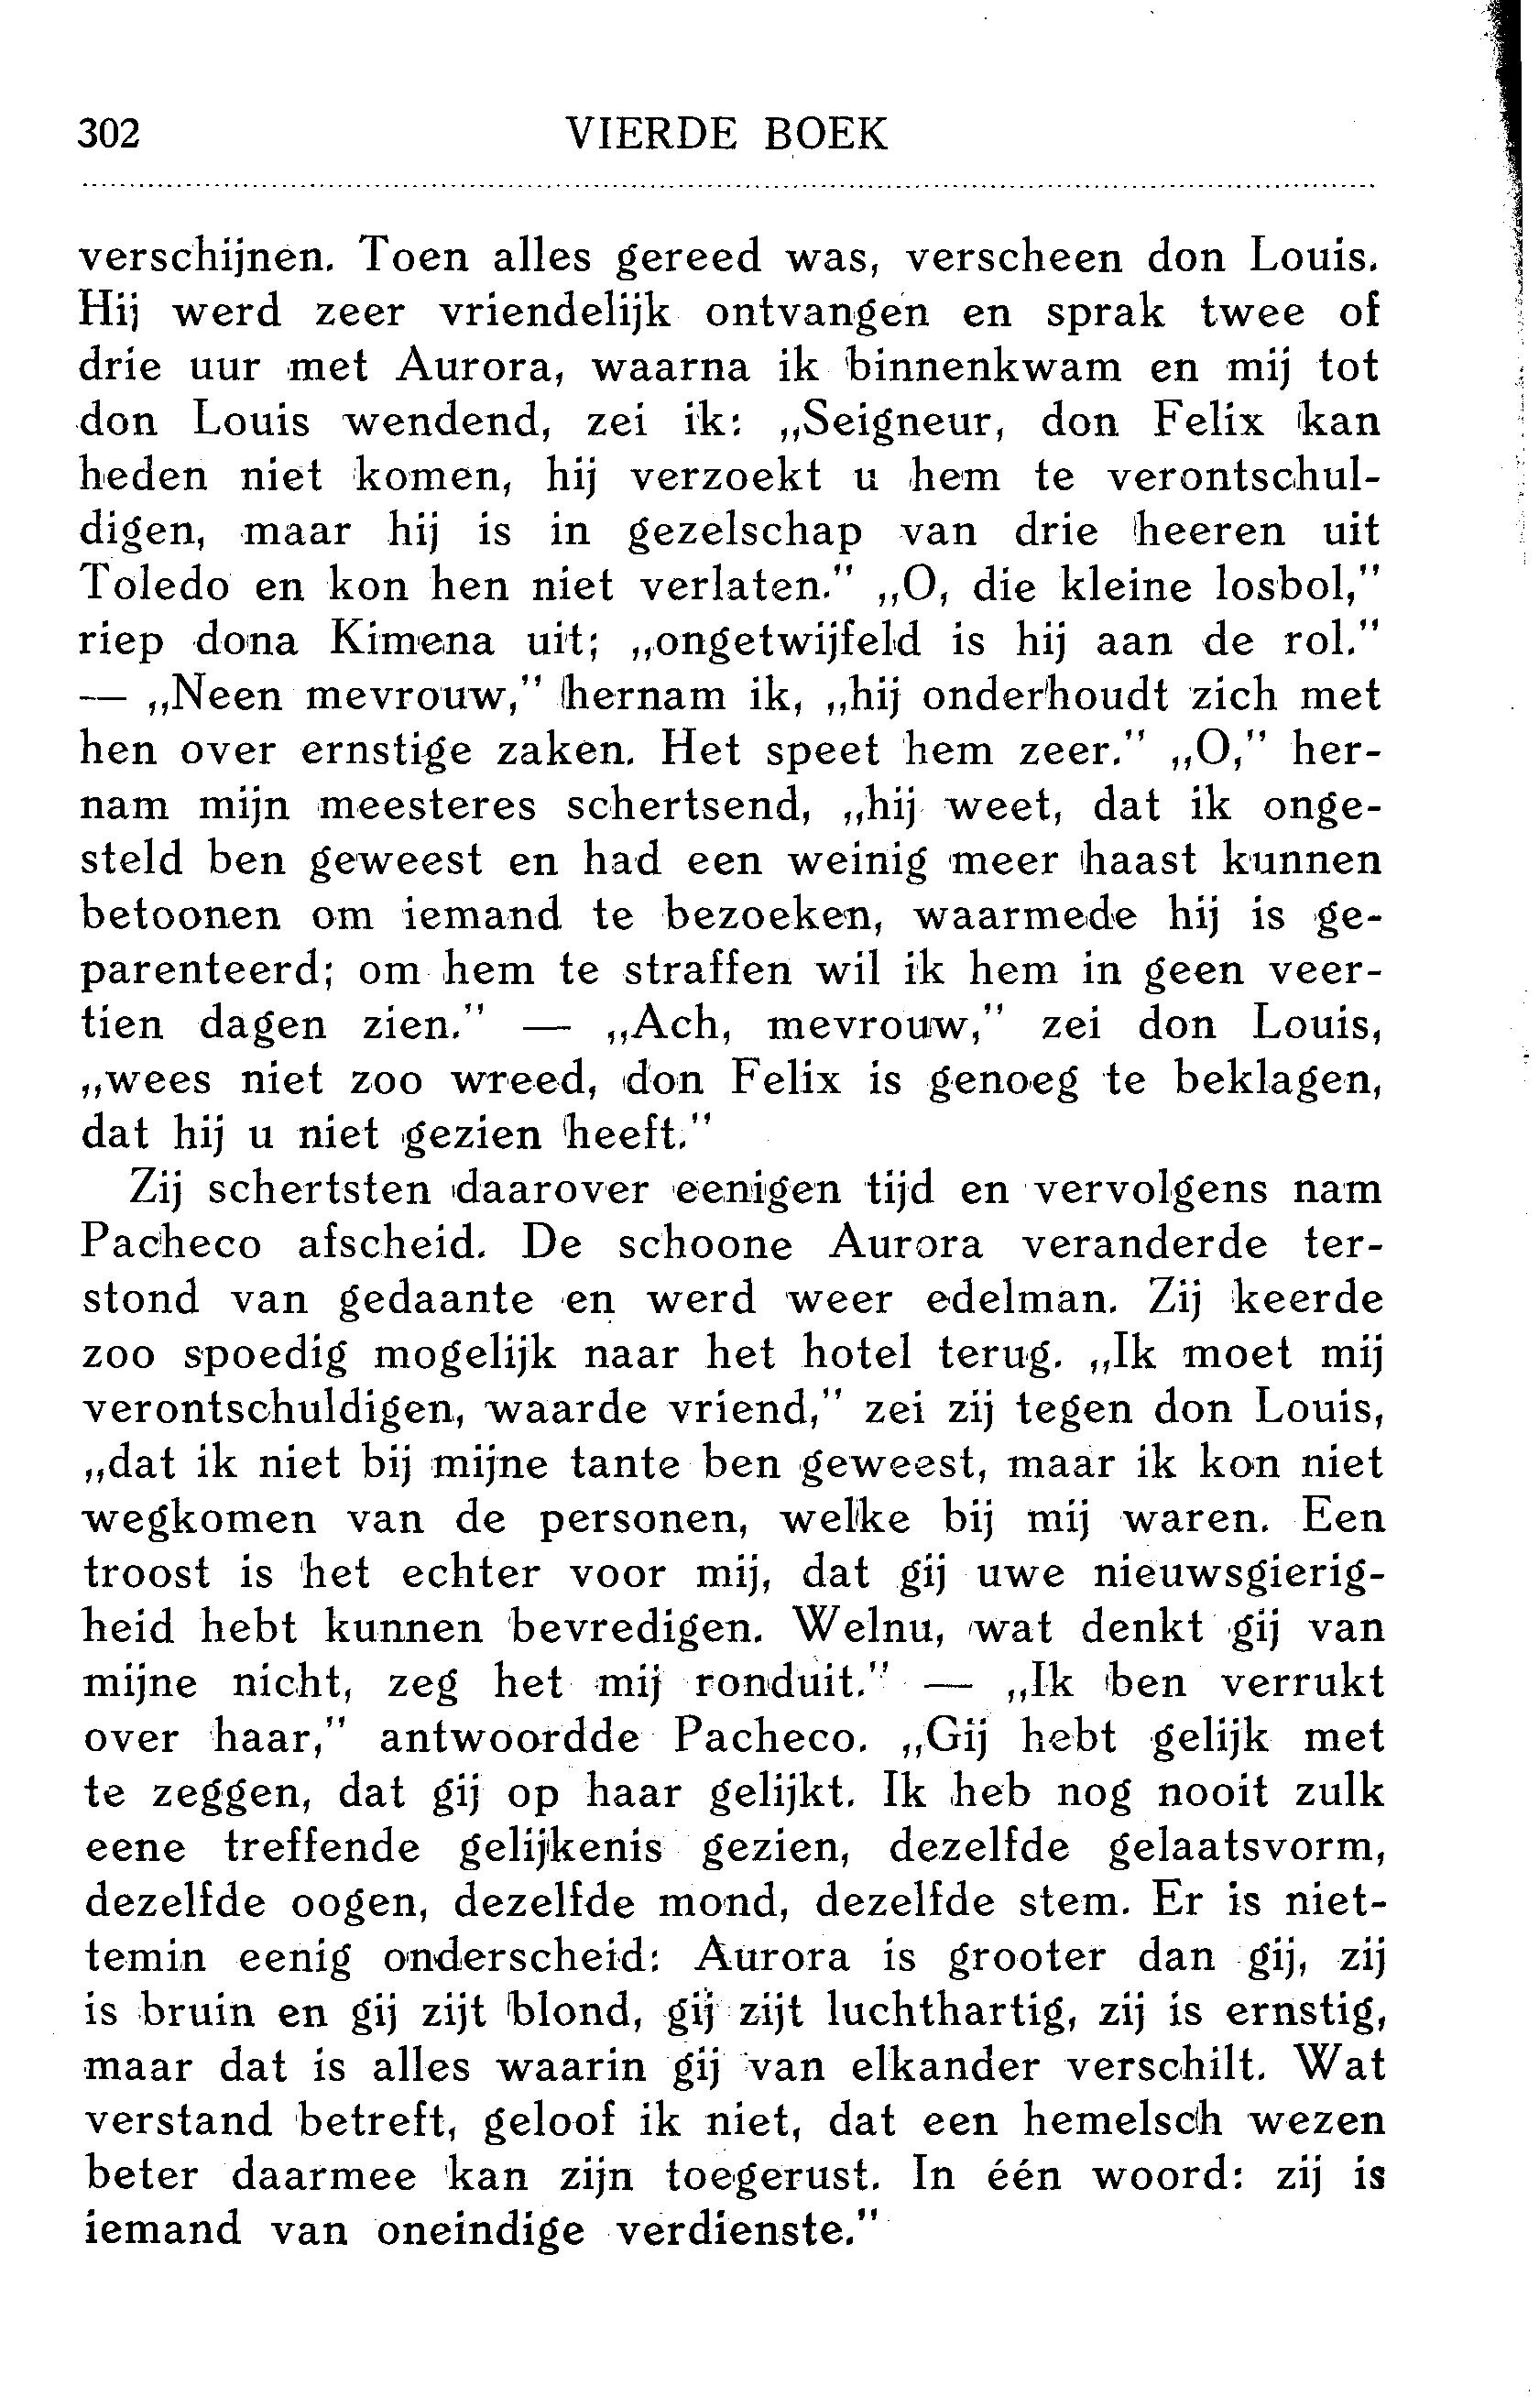 302 VIERDE BOEK
verschijnen. Toen alles gereed was, verscheen don Louis.
Hij werd zeer vriendelijk ontvangen en sprak twee of
drie uur met Aurora, waarna ik binnenkwam en mij tot
don Louis wendend, zei ik: „Seigneur, don Felix kan
heden niet komen, hij verzoekt u hem te verontschul-
digen, maar hij is in gezelschap van drie heeren uit
Toledo en kon hen niet verlaten.” „O, die kleine losbol,”
riep dona Kimena uit; „ongetwijfeld is hij aan de rol.”
— „Neen mevrouw,” hernam ik, „hij onderhoudt zich met
hen over ernstige zaken. Het speet hem zeer.” „O,” her-
nam mijn meesteres schertsend, „hij weet, dat ik onge-
steld ben geweest en had een weinig meer haast kunnen
betoonen om iemand te bezoeken, waarmede hij is ge-
parenteerd; om hem te straffen wil ik hem in geen veer-
tien dagen zien.” — „Ach, mevrouw,” zei don Louis,
„wees niet zoo wreed, don Felix is genoeg te beklagen,
dat hij u niet gezien heeft.”
Zij schertsten daarover eenigen tijd en vervolgens nam
Pacheco afscheid. De schoone Aurora veranderde ter-
stond van gedaante en werd weer edelman. Zij keerde
zoo spoedig mogelijk naar het hotel terug. „Ik moet mij
verontschuldigen, waarde vriend,” zei zij tegen don Louis,
„dat ik niet bij mijne tante ben geweest, maar ik kon niet
wegkomen van de personen, welke bij mij waren. Een
troost is het echter voor mij, dat gij uwe nieuwsgierig-
heid hebt kunnen bevredigen. Welnu, wat denkt gij van
mijne nicht, zeg het mij ronduit.” — „Ik ben verrukt
over haar,” antwoordde Pacheco. „Gij hebt gelijk met
te zeggen, dat gij op haar gelijkt. Ik heb nog nooit zulk
eene treffende gelijkenis gezien, dezelfde gelaatsvorm,
dezelfde oogen, dezelfde mond, dezelfde stem. Er is niet-
temin eenig onderscheid: Aurora is grooter dan gij, zij
is bruin en gij zijt blond, gij zijt luchthartig, zij is ernstig,
maar dat is alles waarin gij van elkander verschilt. Wat
verstand betreft, geloof ik niet, dat een hemelsch wezen
beter daarmee kan zijn toegerust. In één woord: zij is
iemand van oneindige verdienste.”